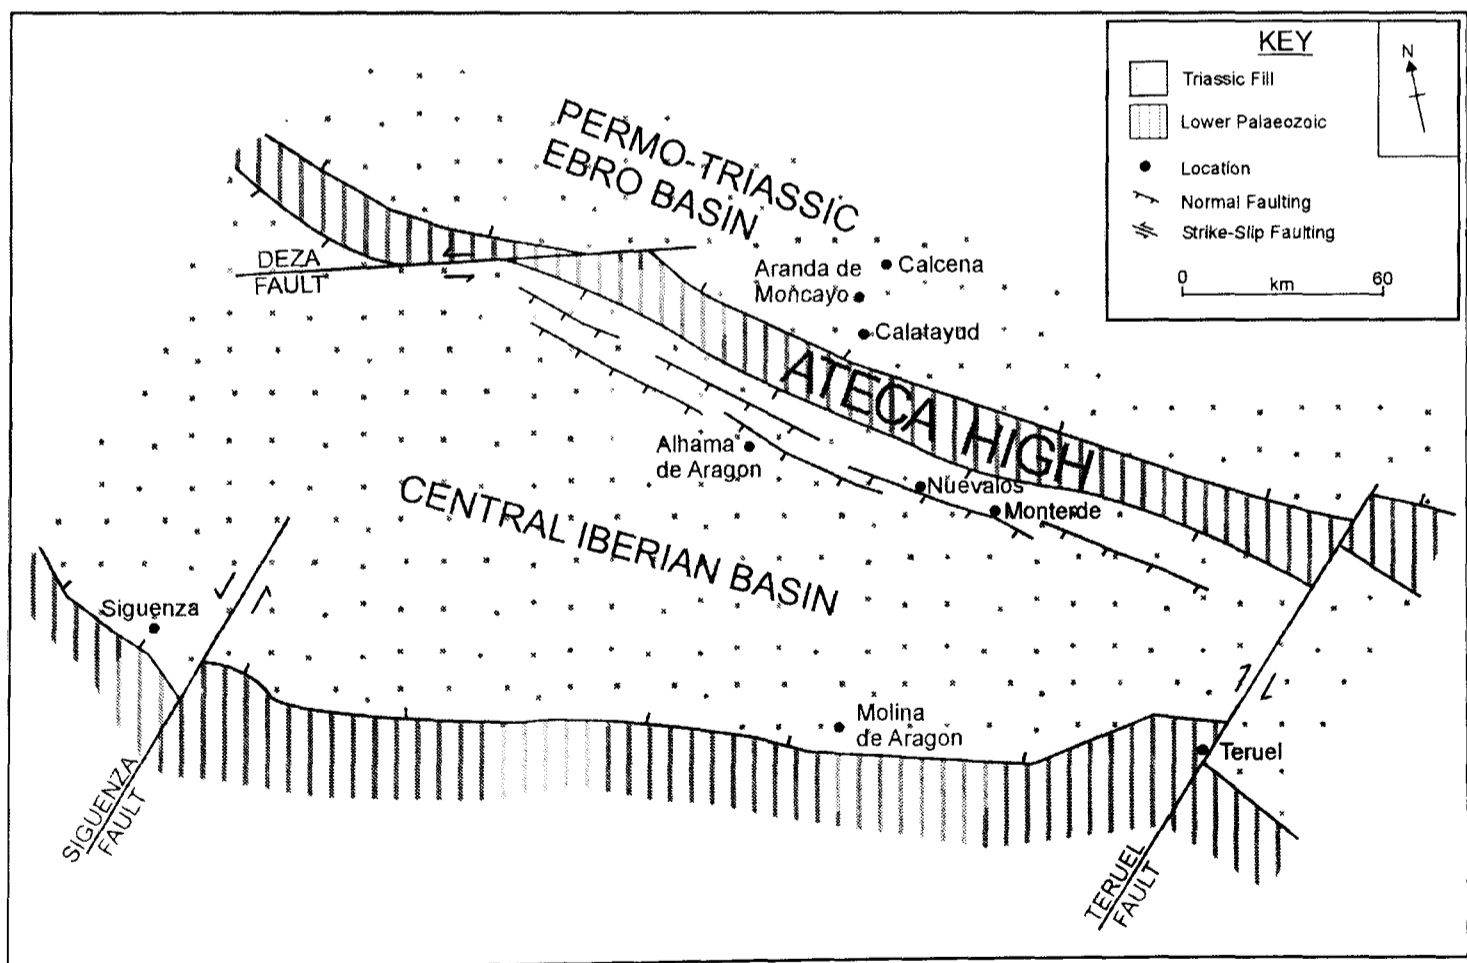 PERMO-TRIASSIC
EBRO BASIN
KEY
N
Triassic Fill
Lower Palaeozoic
Location
Normal Faulting
Strike-Slip Faulting
0
km
60
DEZA
FAULT
Aranda de
Moncayo
Calcena
Calatayud
ATECA HIGH
Alhama
de Aragon
Nuevalos
Monterde
CENTRAL IBERIAN BASIN
Siguenza
Molina
de Aragon
Teruel
SIGUENZA
FAULT
TERUEL
FAULT